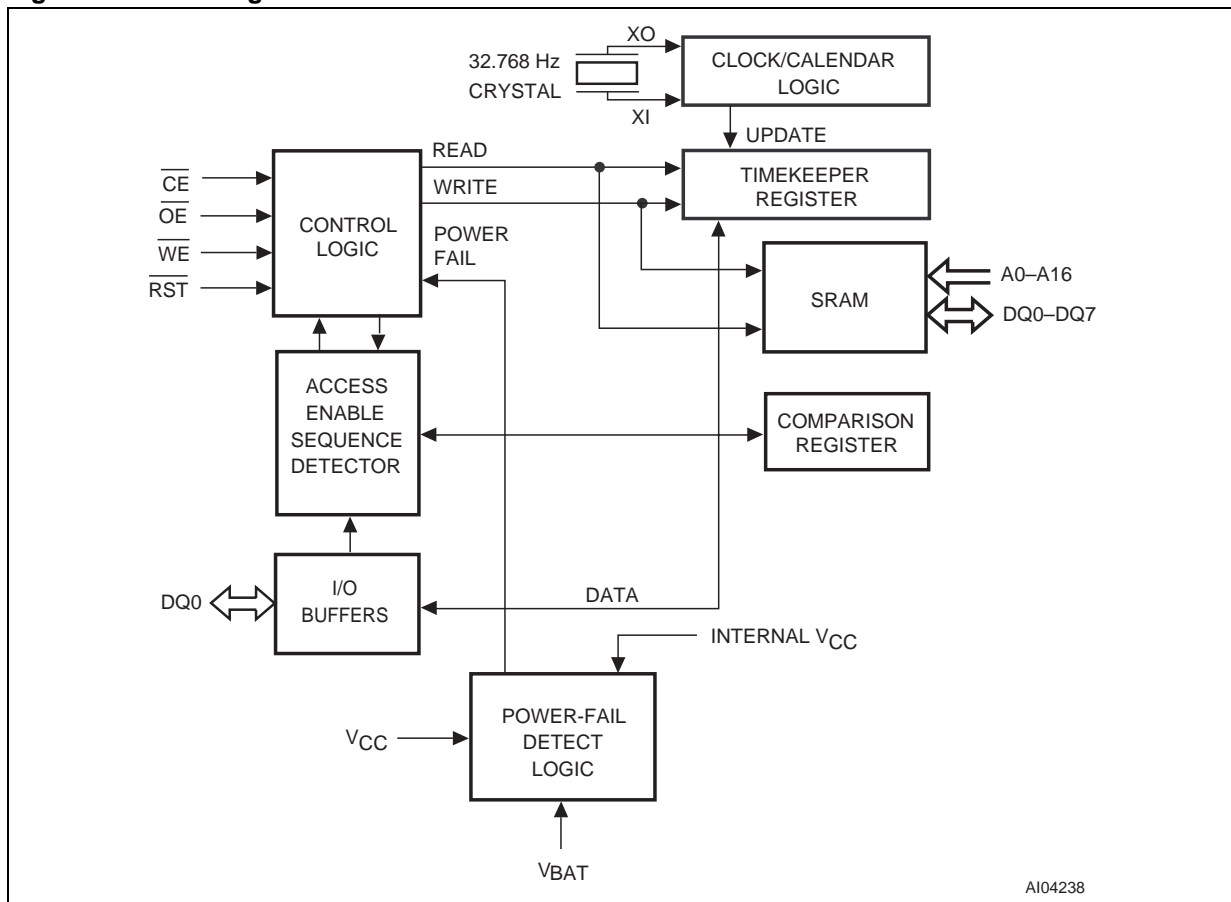 XO
32.768 Hz
CRYSTAL
XI
CLOCK/CALENDAR
LOGIC
UPDATE
READ
WRITE
TIMEKEEPER
REGISTER
CE
OE
WE
RST
CONTROL
LOGIC
POWER
FAIL
SRAM
A0–A16
DQ0–DQ7
ACCESS
ENABLE
SEQUENCE
DETECTOR
COMPARISON
REGISTER
DQ0
I/O
BUFFERS
DATA
INTERNAL VCC
VCC
POWER-FAIL
DETECT
LOGIC
VBAT
AI04238